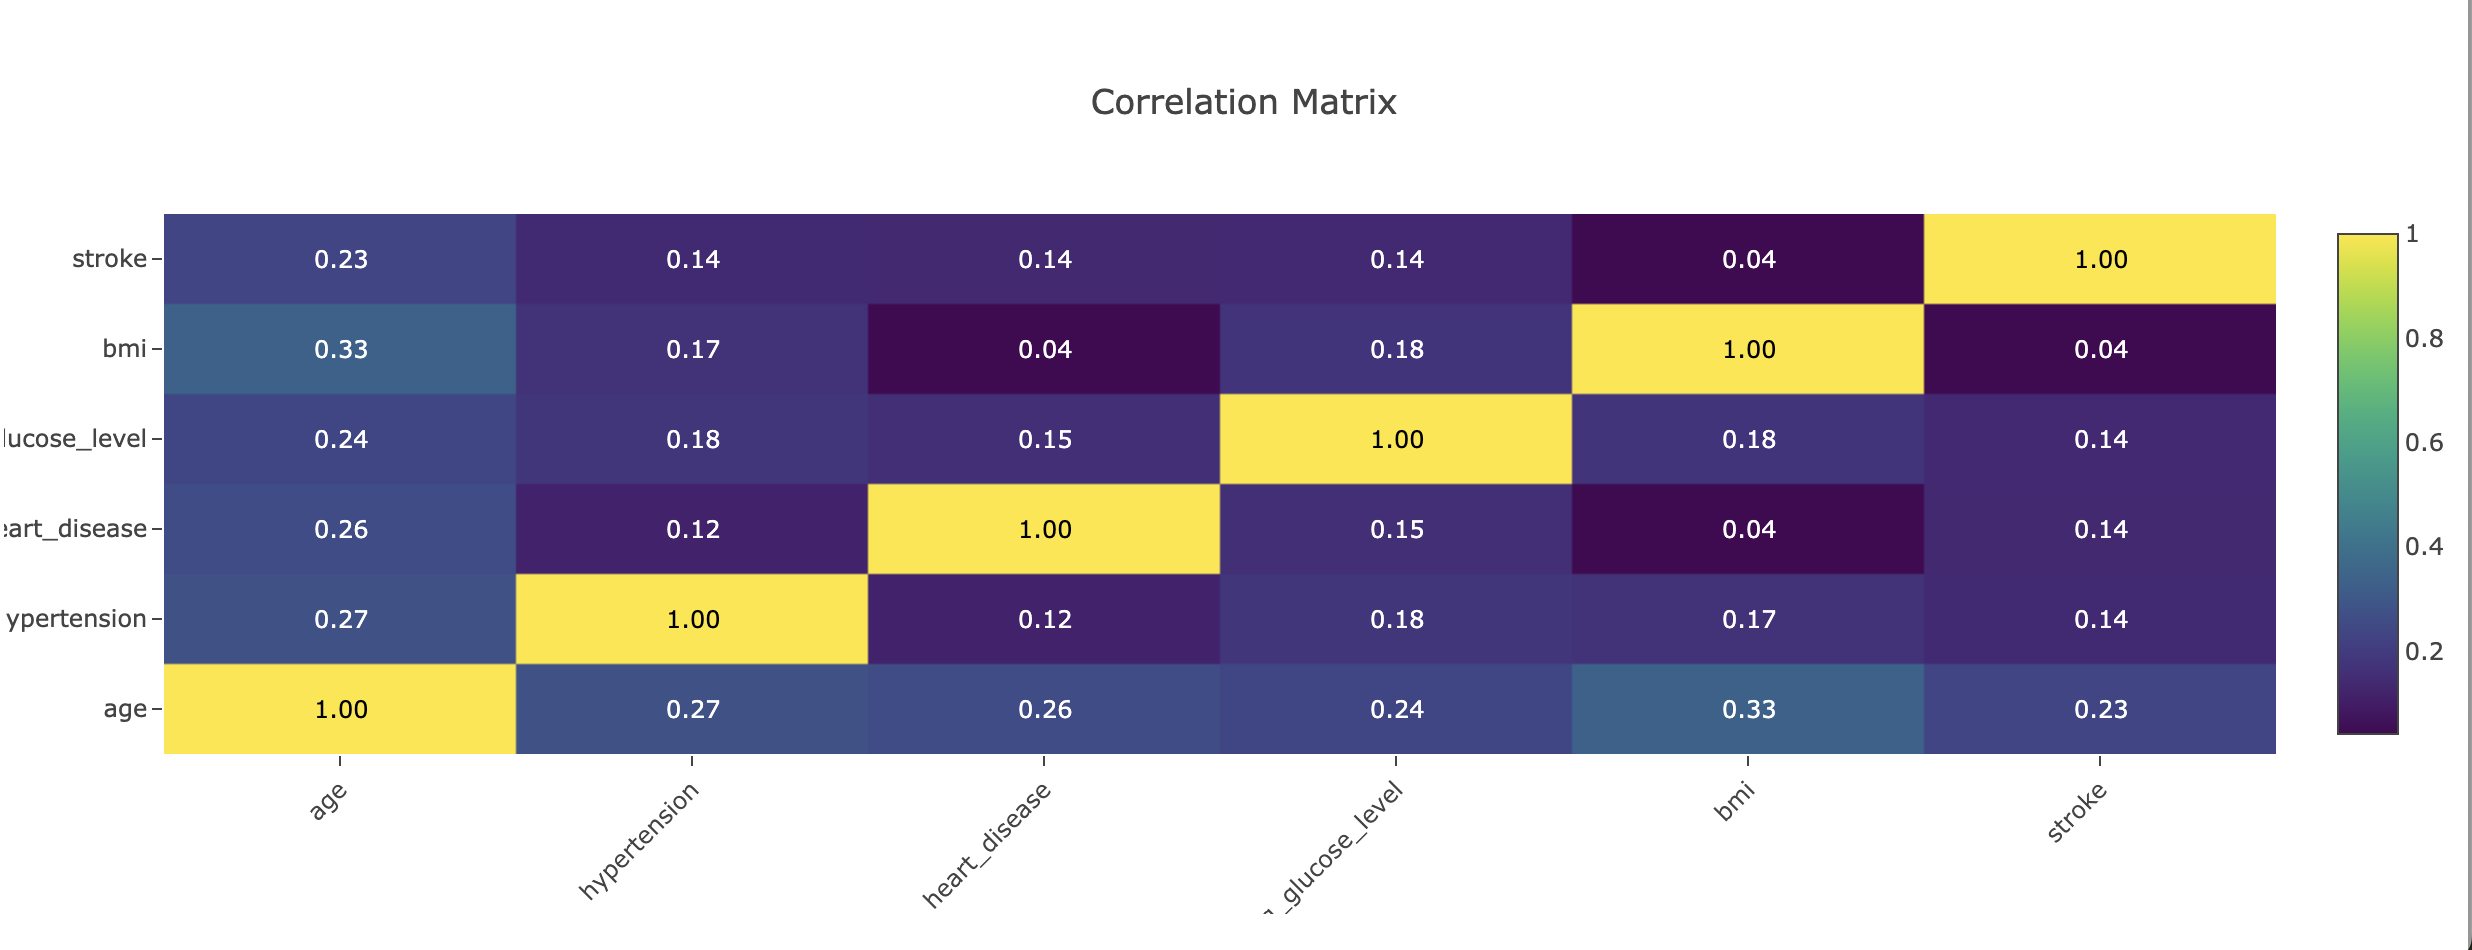 Correlation Matrix
stroke 0.23 0.14 0.14 0.14 0.04 1.00
bmi 0.33 0.17 0.04 0.18 1.00 0.04
lucose_level 0.24 0.18 0.15 1.00 0.18 0.14
eart_disease 0.26 0.12 1.00 0.15 0.04 0.14
ypertension 0.27 1.00 0.12 0.18 0.17 0.14
age 1.00 0.27 0.26 0.24 0.33 0.23
age hypertension heart_disease _glucose_level bmi stroke
1
0.8
0.6
0.4
0.2